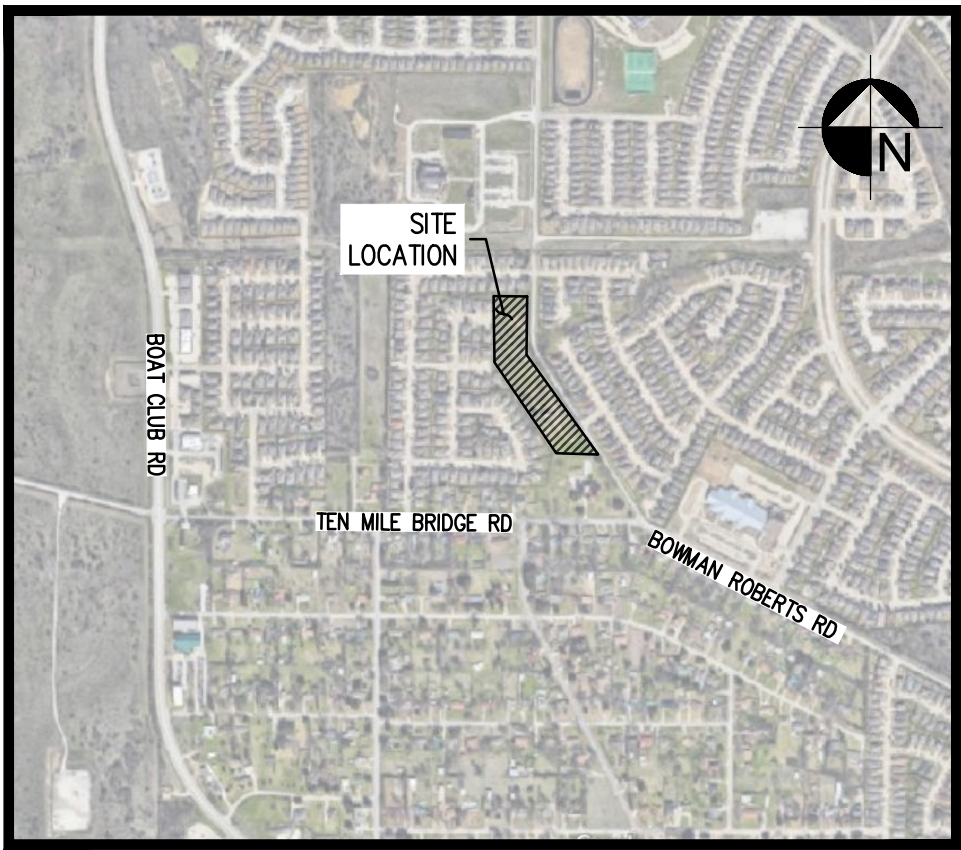 N
SITE
LOCATION
BOAT CLUB RD
TEN MILE BRIDGE RD
BOWMAN ROBERTS RD